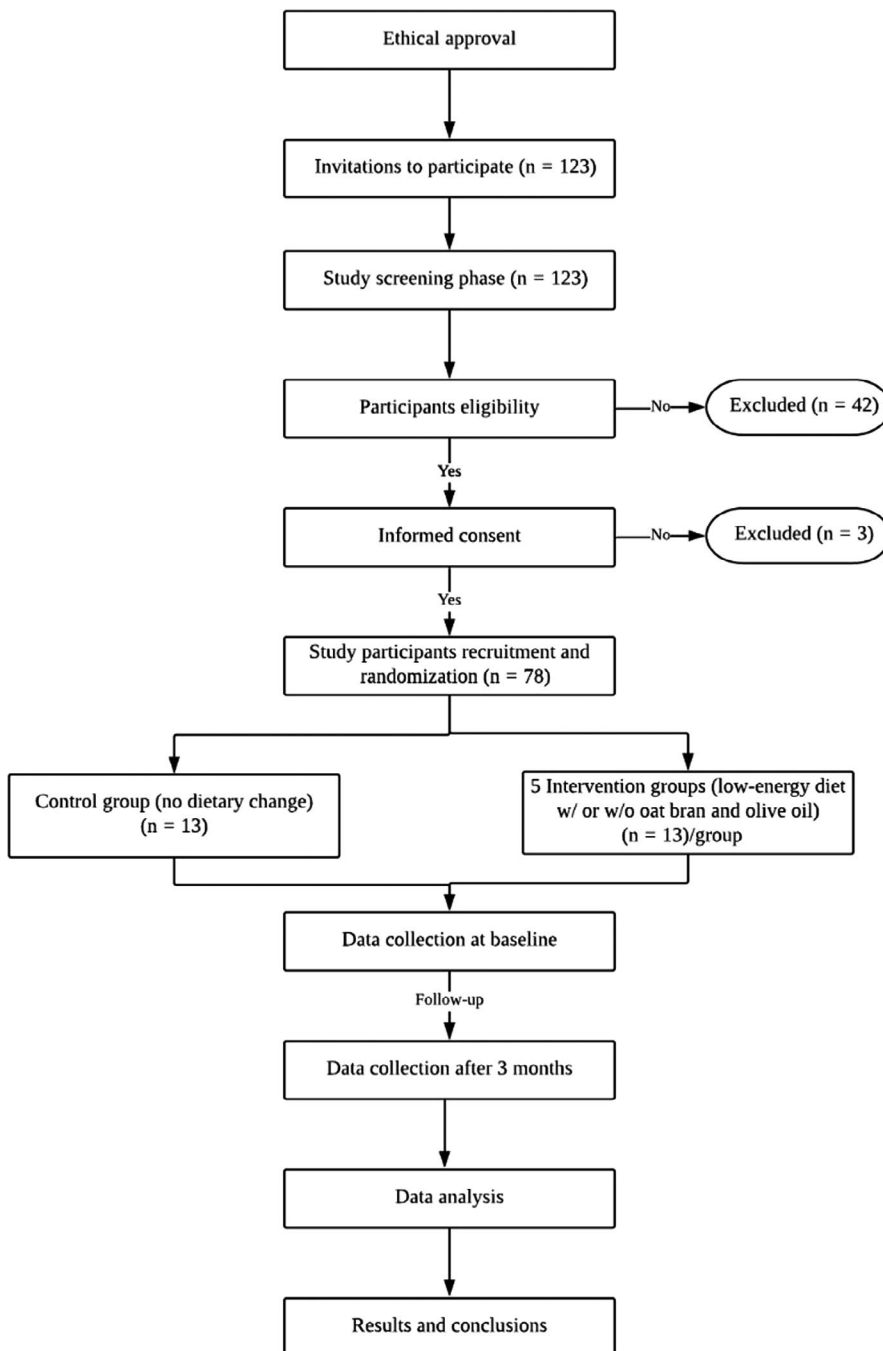 Ethical approval
Invitations to participate (n = 123)
Study screening phase (n = 123)
Participants eligibility
No
Excluded (n = 42)
Yes
Informed consent
No
Excluded (n = 3)
Yes
Study participants recruitment and
randomization (n = 78)
Control group (no dietary change)
(n = 13)
5 Intervention groups (low-energy diet
w/ or w/o oat bran and olive oil)
(n = 13)/group
Data collection at baseline
Follow-up
Data collection after 3 months
Data analysis
Results and conclusions